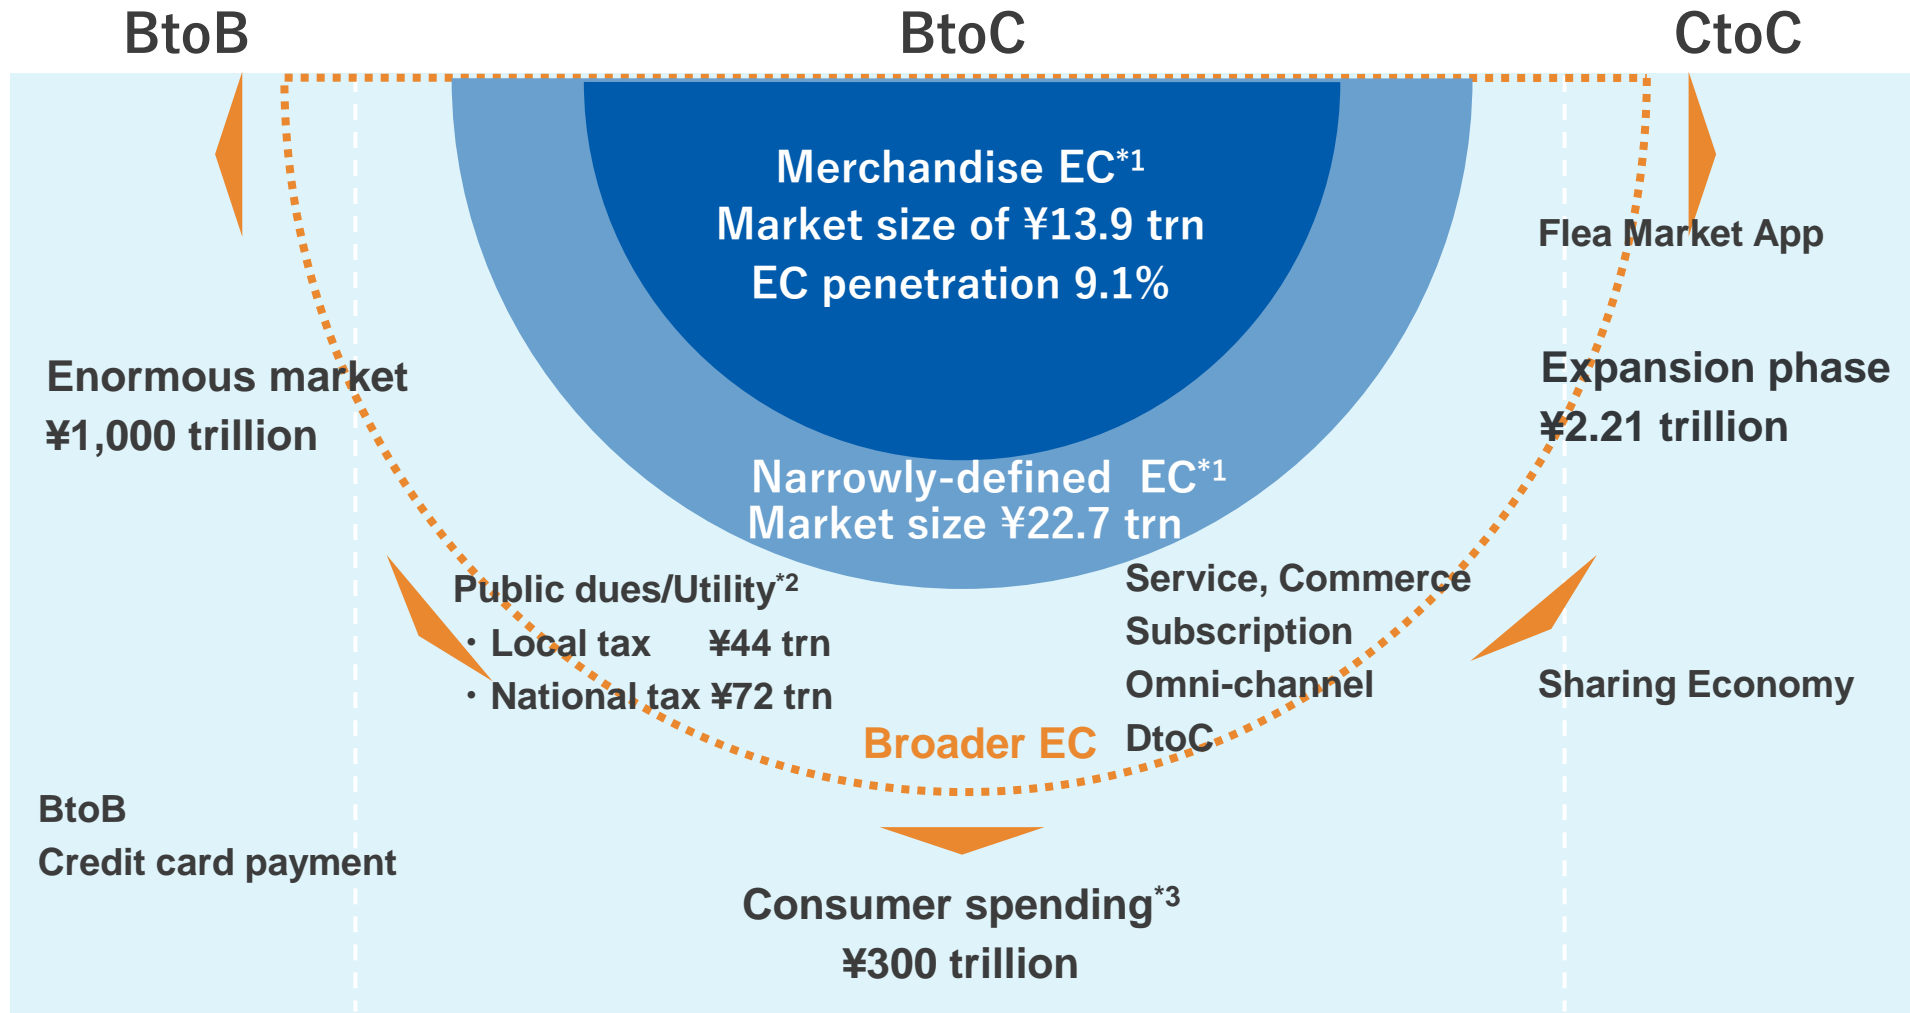 BtoB
BtoC
CtoC
Merchandise EC*1
Market size of ¥13.9 trn
EC penetration 9.1%
Flea Market App
Enormous market
¥1,000 trillion
Expansion phase
¥2.21 trillion
Narrowly-defined EC*1
Market size ¥22.7 trn
Public dues/Utility*2
・Local tax ¥44 trn
・National tax ¥72 trn
Service, Commerce
Subscription
Omni-channel
DtoC
Sharing Economy
Broader EC
BtoB
Credit card payment
Consumer spending*3
¥300 trillion